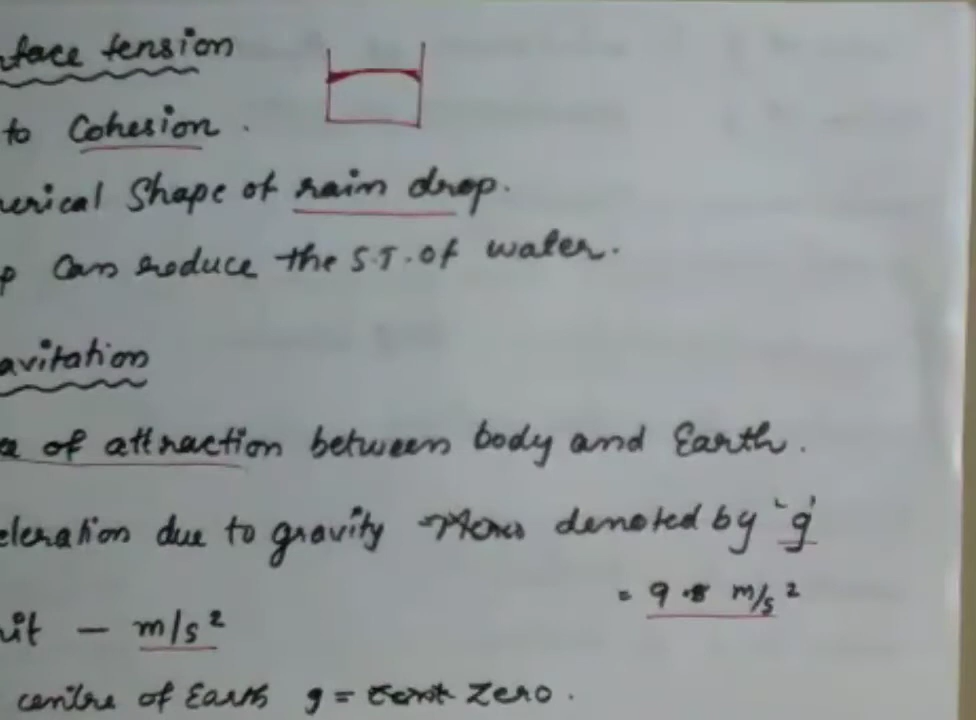 face tension
to Cohesion.
erical Shape of rain drop.
p Can reduce the S.T. of water.
avitation
e of attraction between body and Earth.
eleration due to gravity denoted by 'g'
= 9.8 m/s²
it - m/s²
centre of Earth g = Zero.